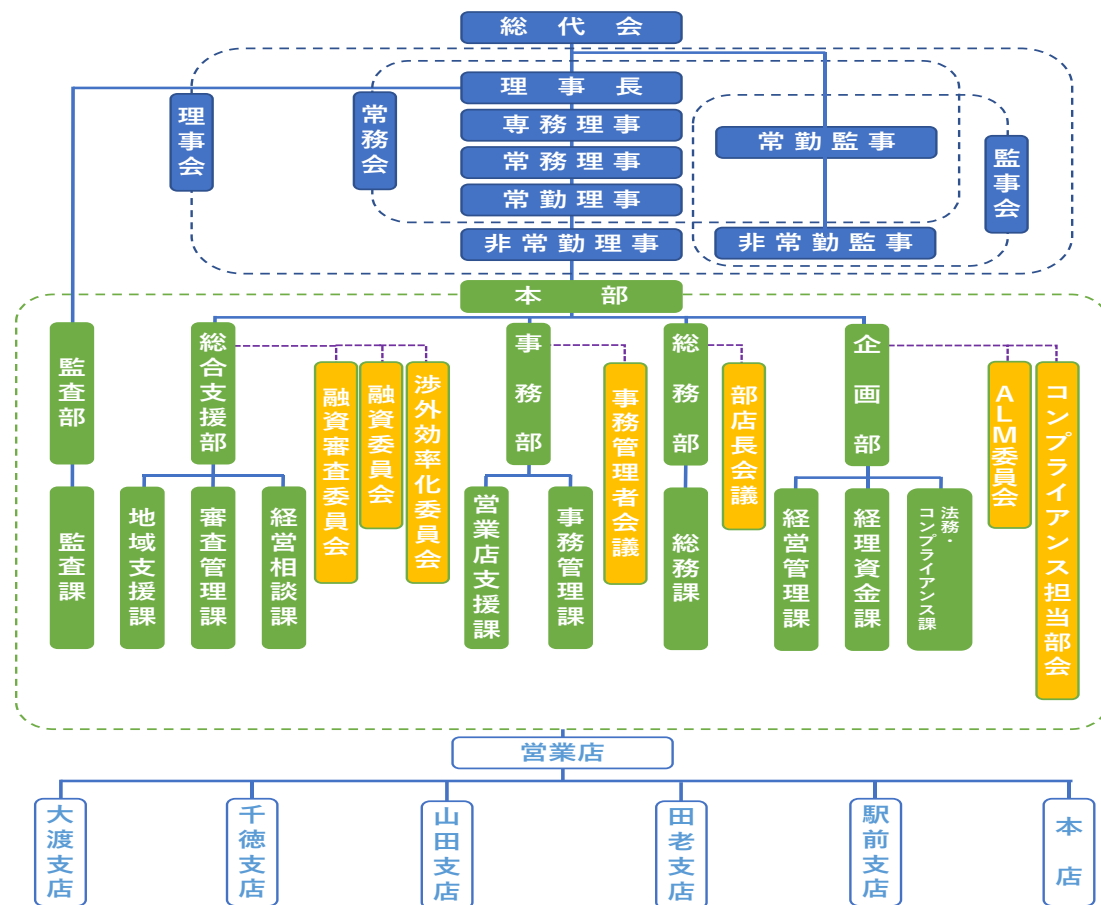 総代会
理事長
理事会
常務会
専務理事
常勤監事
監事会
常務理事
常勤理事
非常勤理事
非常勤監事
本部
監査部
総合支援部
事務部
総務部
企画部
融資審査委員会
融資委員会
渉外効率化委員会
事務管理者会議
部店長会議
ALM委員会
コンプライアンス担当部会
監査課
地域支援課
審査管理課
経営相談課
営業店支援課
事務管理課
総務課
経営管理課
経理資金課
法務・
コンプライアンス課
営業店
大渡支店
千徳支店
山田支店
田老支店
駅前支店
本店